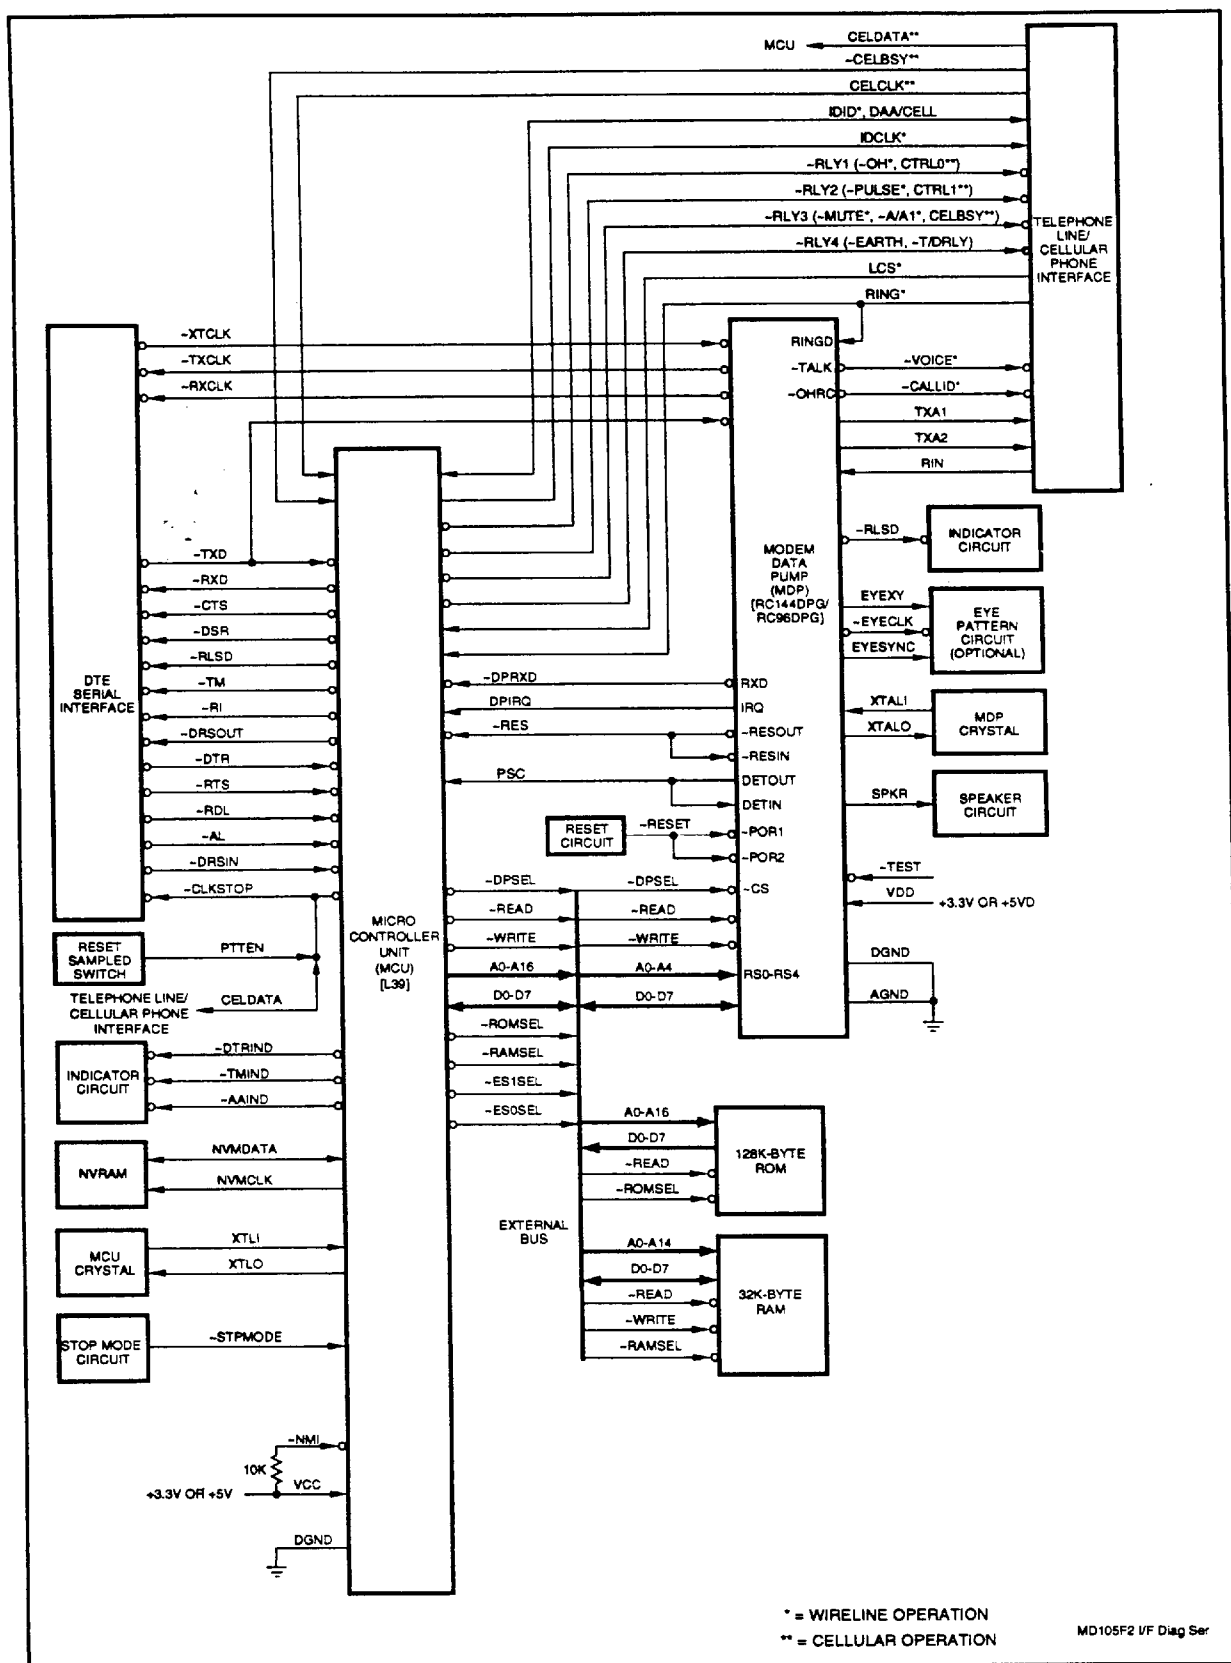 MCU
CELDATA**
~CELBSY**
CELCLK**
IDID*, DAA/CELL
IDCLK*
~RLY1 (~OH*, CTRL0**)
~RLY2 (~PULSE*, CTRL1**)
~RLY3 (~MUTE*, ~A/A1*, CELBSY**)
~RLY4 (~EARTH, ~T/DRLY)
LCS*
RING*
TELEPHONE
LINE/
CELLULAR
PHONE
INTERFACE
~XTCLK
~TXCLK
~RXCLK
RINGD
~TALK
~OHRC
~VOICE*
~CALLID*
TXA1
TXA2
RIN
~TXD
~RXD
~CTS
~DSR
~RLSD
~TM
~RI
~DRSOUT
~DTR
~RTS
~RDL
~AL
~DRSIN
~CLKSTOP
DTE
SERIAL
INTERFACE
MODEM
DATA
PUMP
(MDP)
[RC144DPG/
RC96DPG]
~RLSD
INDICATOR
CIRCUIT
EYEXY
~EYECLK
EYESYNC
EYE
PATTERN
CIRCUIT
(OPTIONAL)
XTALI
XTALO
MDP
CRYSTAL
SPKR
SPEAKER
CIRCUIT
~DPRXD
DPIRQ
~RES
PSC
RXD
IRQ
~RESOUT
~RESIN
DETOUT
DETIN
RESET
CIRCUIT
~RESET
~POR1
~POR2
~TEST
VDD
+3.3V OR +5VD
DGND
AGND
MICRO
CONTROLLER
UNIT
(MCU)
[L39]
~DPSEL
~READ
~WRITE
A0-A16
D0-D7
~ROMSEL
~RAMSEL
~ES1SEL
~ES0SEL
~DPSEL
~READ
~WRITE
A0-A4
D0-D7
~CS
RS0-RS4
RESET
SAMPLED
SWITCH
PTTEN
TELEPHONE LINE/
CELLULAR PHONE
INTERFACE
CELDATA
INDICATOR
CIRCUIT
~DTRIND
~TMIND
~AAIND
NVRAM
NVMDATA
NVMCLK
MCU
CRYSTAL
XTLI
XTLO
STOP MODE
CIRCUIT
~STPMODE
EXTERNAL
BUS
A0-A16
D0-D7
~READ
~ROMSEL
128K-BYTE
ROM
A0-A14
D0-D7
~READ
~WRITE
~RAMSEL
32K-BYTE
RAM
~NMI
10K
+3.3V OR +5V
VCC
DGND
* = WIRELINE OPERATION
** = CELLULAR OPERATION
MD105F2 I/F Diag Ser